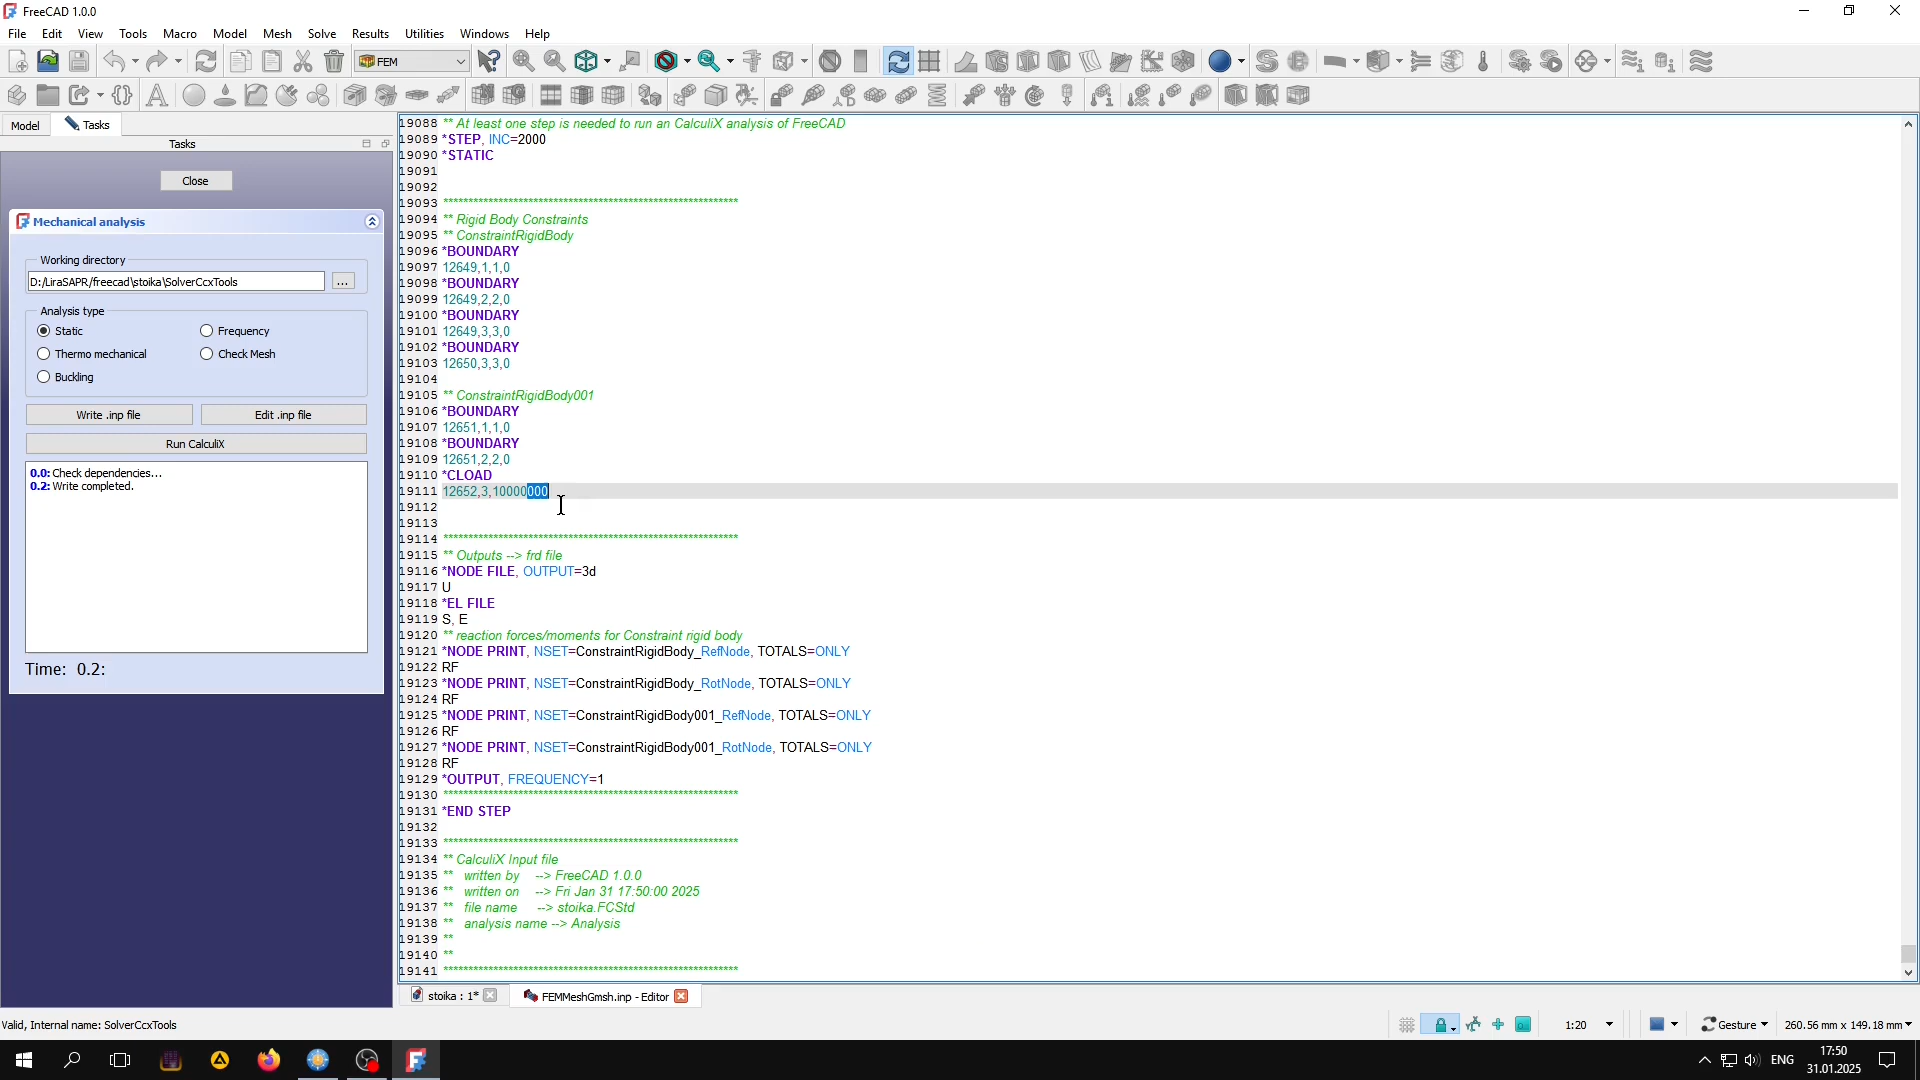 FreeCAD 1.0.0
File Edit View Tools Macro Model Mesh Solve Results Utilities Windows Help
FEM
Model Tasks
Tasks
Close
Mechanical analysis
Working directory
D:/LiraSAPR/freecad\stoika\SolverCcxTools ...
Analysis type
Static Frequency
Thermo mechanical Check Mesh
Buckling
Write .inp file Edit .inp file
Run CalculiX
0.0: Check dependencies...
0.2: Write completed.
Time: 0.2:
19088 ** At least one step is needed to run an CalculiX analysis of FreeCAD
19089 *STEP, INC=2000
19090 *STATIC
19091
19092
19093 ***********************************************************
19094 ** Rigid Body Constraints
19095 ** ConstraintRigidBody
19096 *BOUNDARY
19097 12649,1,1,0
19098 *BOUNDARY
19099 12649,2,2,0
19100 *BOUNDARY
19101 12649,3,3,0
19102 *BOUNDARY
19103 12650,3,3,0
19104
19105 ** ConstraintRigidBody001
19106 *BOUNDARY
19107 12651,1,1,0
19108 *BOUNDARY
19109 12651,2,2,0
19110 *CLOAD
19111 12652,3,10000000
19112
19113
19114 ***********************************************************
19115 ** Outputs --> frd file
19116 *NODE FILE, OUTPUT=3d
19117 U
19118 *EL FILE
19119 S, E
19120 ** reaction forces/moments for Constraint rigid body
19121 *NODE PRINT, NSET=ConstraintRigidBody_RefNode, TOTALS=ONLY
19122 RF
19123 *NODE PRINT, NSET=ConstraintRigidBody_RotNode, TOTALS=ONLY
19124 RF
19125 *NODE PRINT, NSET=ConstraintRigidBody001_RefNode, TOTALS=ONLY
19126 RF
19127 *NODE PRINT, NSET=ConstraintRigidBody001_RotNode, TOTALS=ONLY
19128 RF
19129 *OUTPUT, FREQUENCY=1
19130 ***********************************************************
19131 *END STEP
19132
19133 ***********************************************************
19134 ** CalculiX Input file
19135 ** written by --> FreeCAD 1.0.0
19136 ** written on --> Fri Jan 31 17:50:00 2025
19137 ** file name --> stoika.FCStd
19138 ** analysis name --> Analysis
19139 **
19140 **
19141 ***********************************************************
stoika : 1* FEMMeshGmsh.inp - Editor
Valid, Internal name: SolverCcxTools 1:20 Gesture 260.56 mm x 149.18 mm
ENG 17:50
31.01.2025